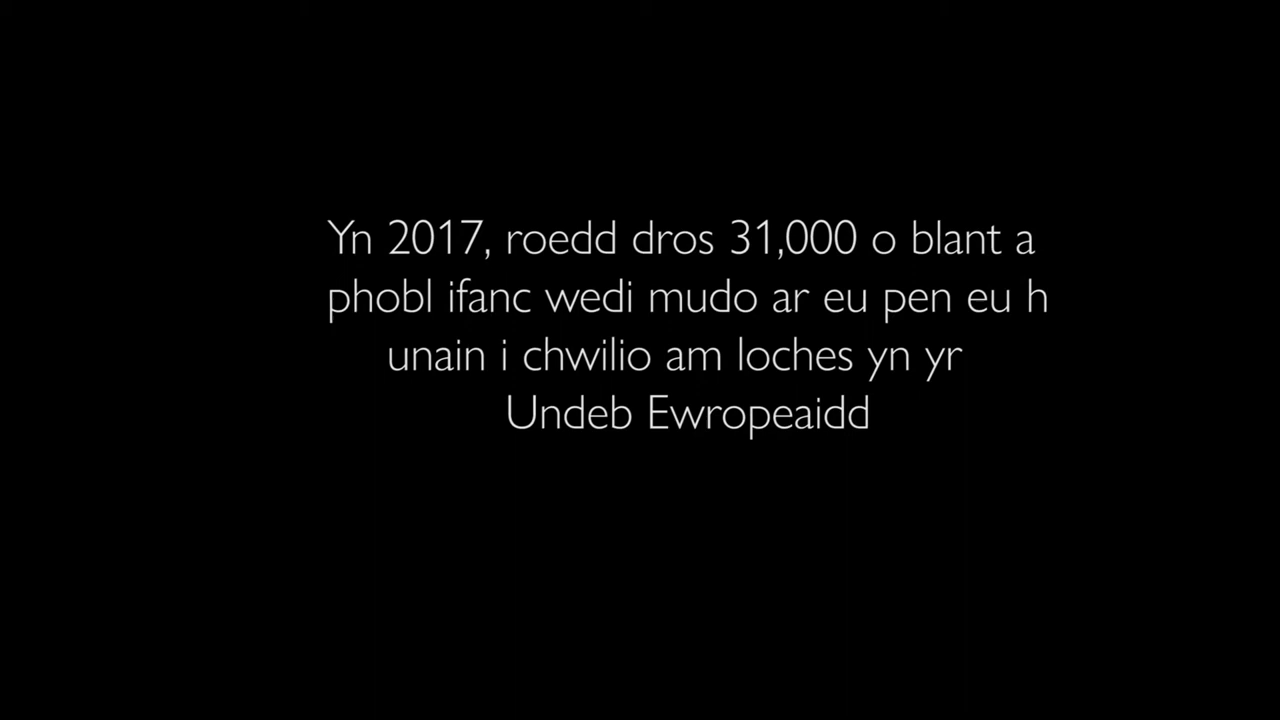 Yn 2017, roedd dros 31,000 o blant a
phobl ifanc wedi mudo ar eu pen eu h
unain i chwilio am loches yn yr
Undeb Ewropeaidd